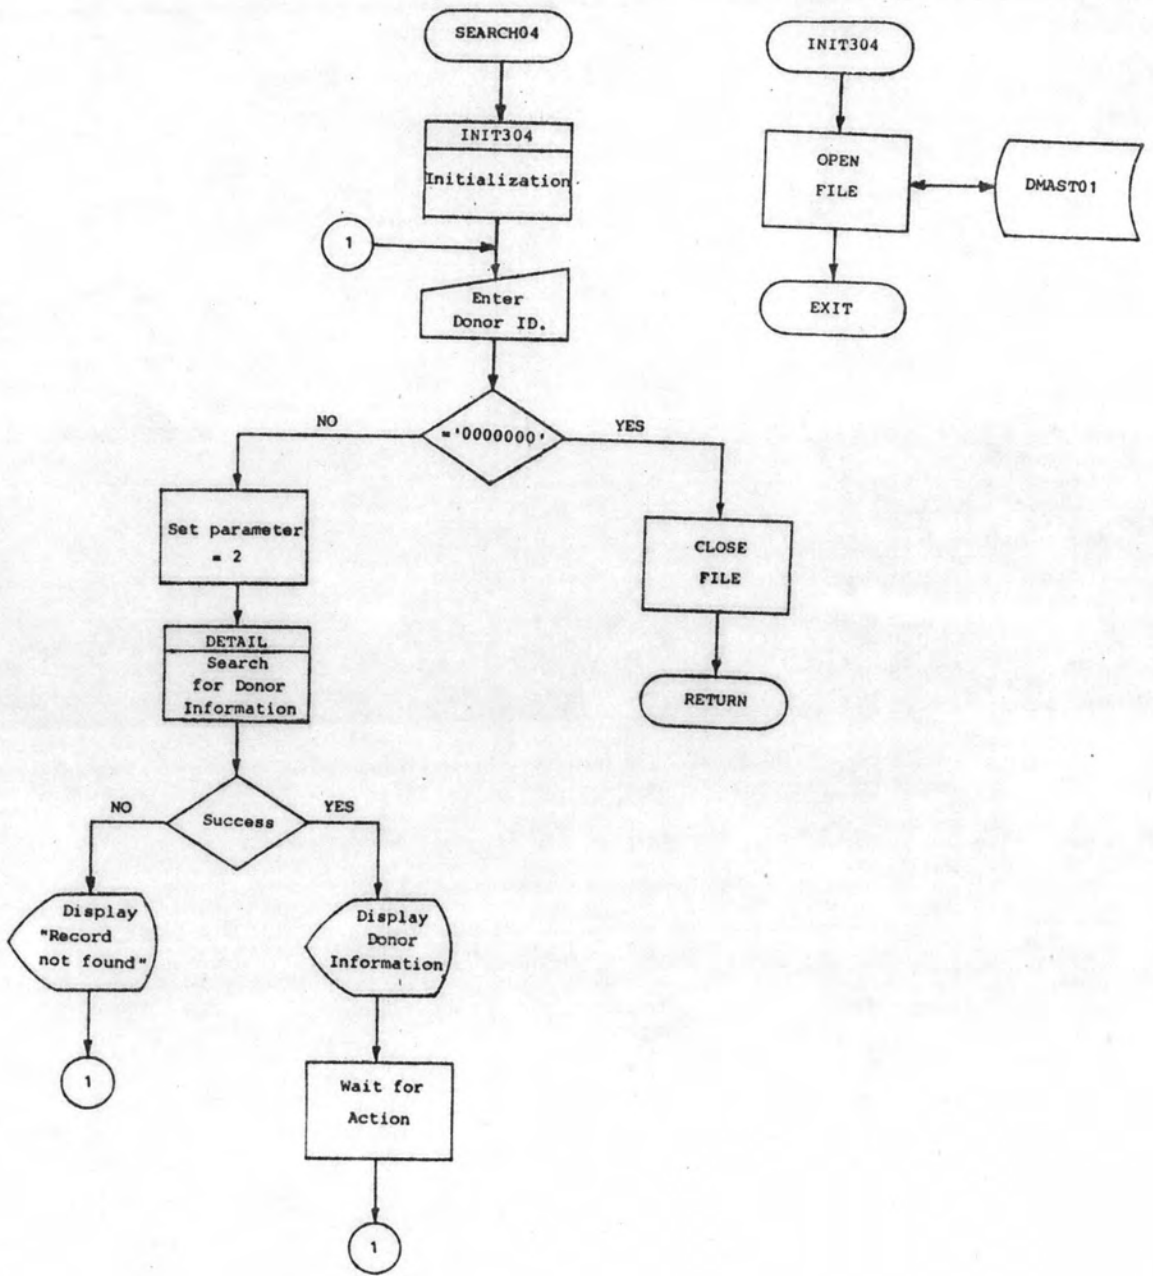 SEARCH04
INIT304
Initialization
1
Enter
Donor ID.
='0000000'
NO
YES
Set parameter
= 2
DETAIL
Search
for Donor
Information
Success
NO
YES
Display
"Record
not found"
1
Display
Donor
Information
Wait for
Action
1
CLOSE
FILE
RETURN
INIT304
OPEN
FILE
DMAST01
EXIT